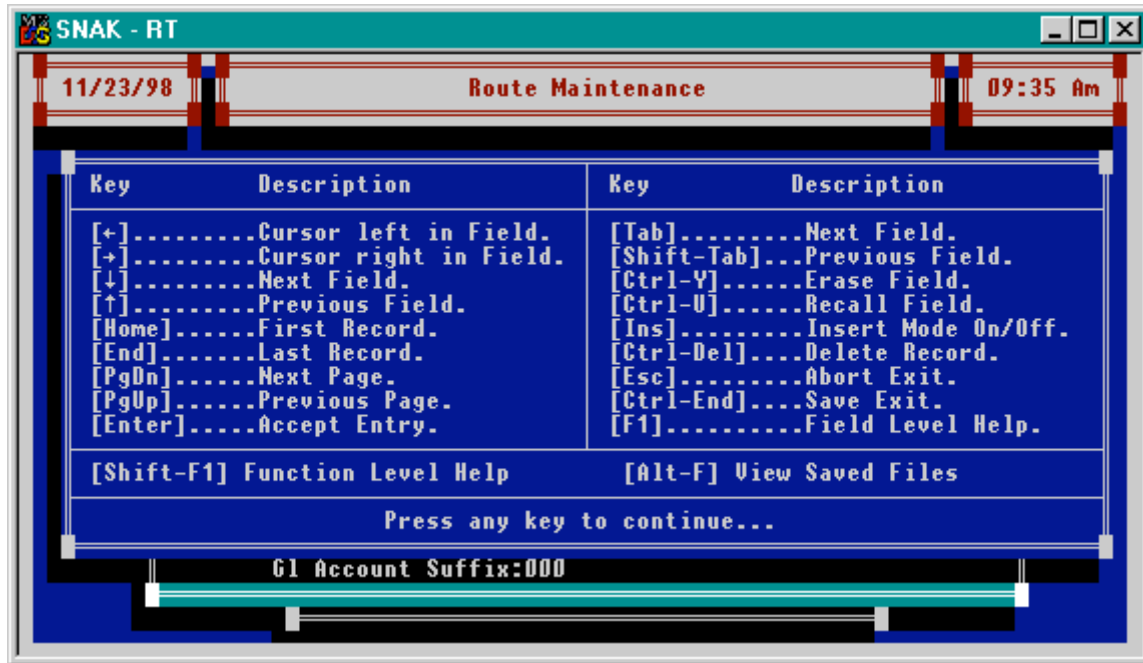 SNAK - RT
11/23/98 Route Maintenance 09:35 Am
Key Description Key Description
[←].........Cursor left in Field. [Tab].........Next Field.
[→].........Cursor right in Field. [Shift-Tab]...Previous Field.
[↓].........Next Field. [Ctrl-Y]......Erase Field.
[↑].........Previous Field. [Ctrl-U]......Recall Field.
[Home]......First Record. [Ins].........Insert Mode On/Off.
[End].......Last Record. [Ctrl-Del]....Delete Record.
[PgDn]......Next Page. [Esc].........Abort Exit.
[PgUp]......Previous Page. [Ctrl-End]....Save Exit.
[Enter].....Accept Entry. [F1]..........Field Level Help.
[Shift-F1] Function Level Help [Alt-F] View Saved Files
Press any key to continue...
Gl Account Suffix:000